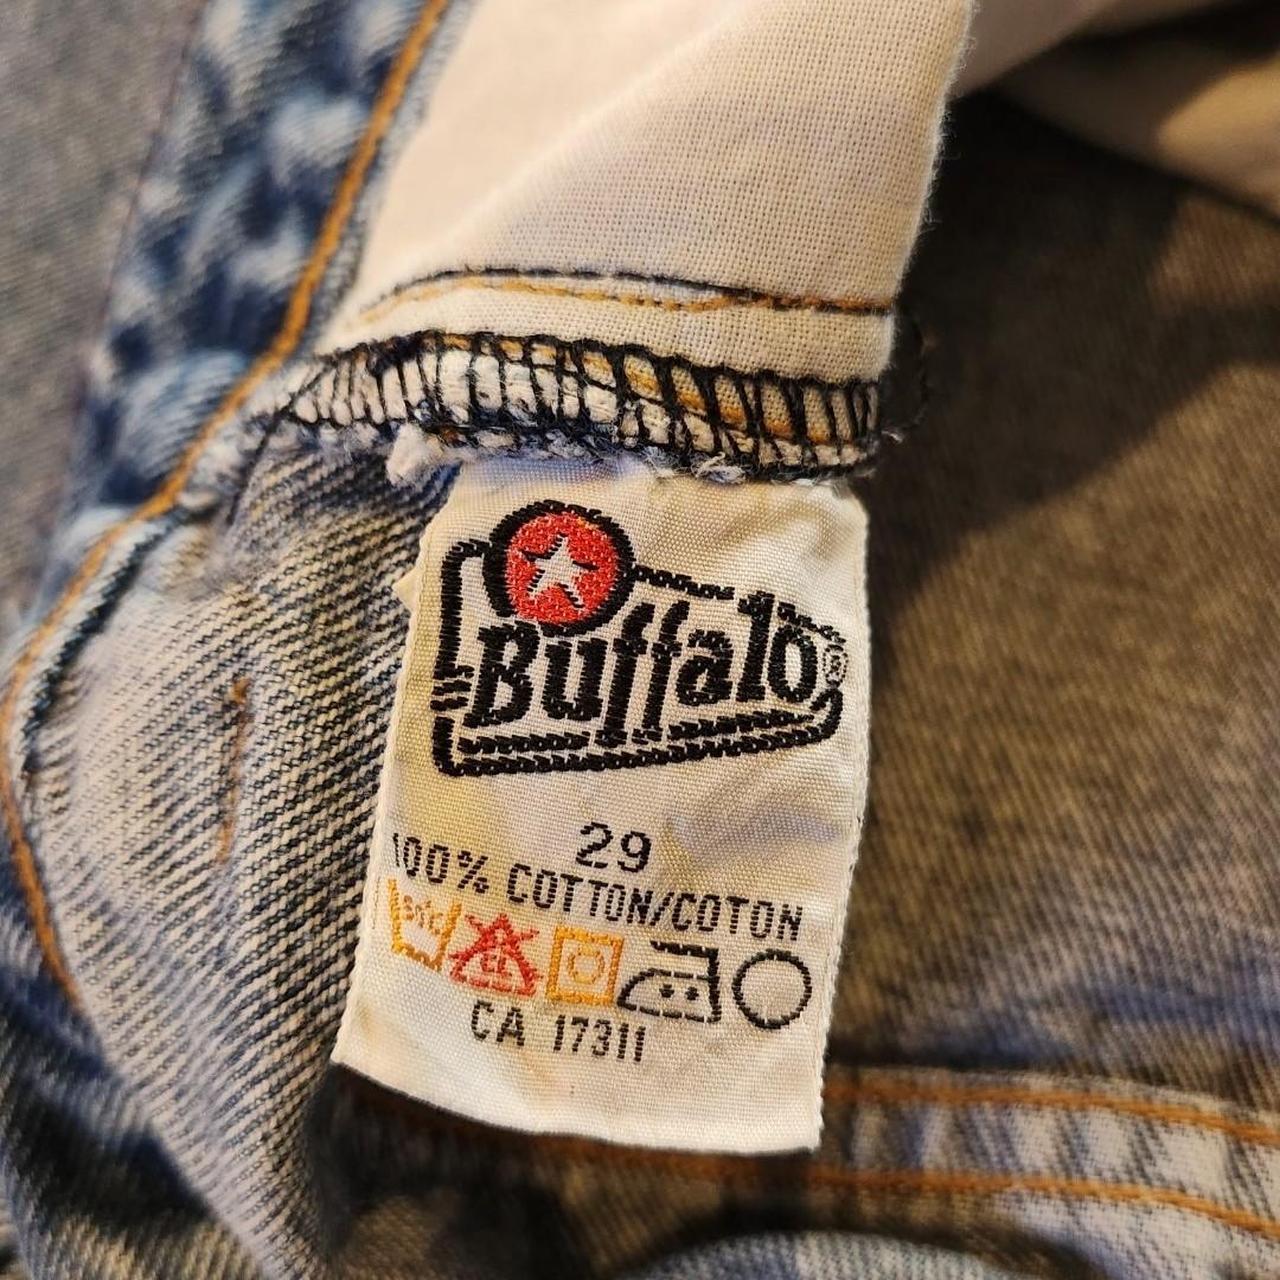 Buffalo®
29
100% COTTON/COTON
CA 17311